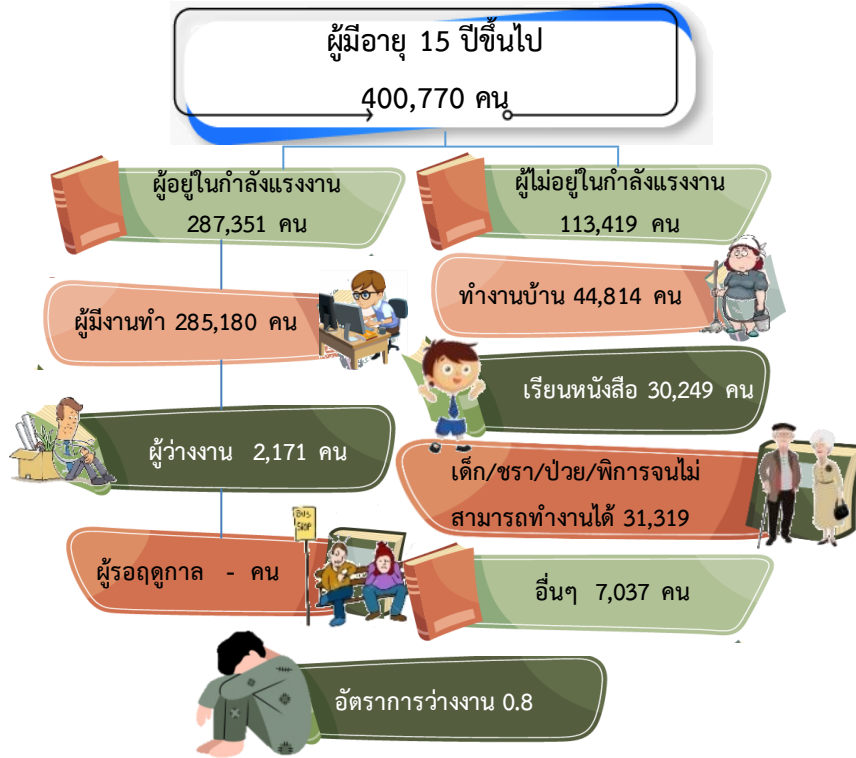 ผู้มีอายุ 15 ปีขึ้นไป
400,770 คน
ผู้อยู่ในกำลังแรงงาน
287,351 คน
ผู้ไม่อยู่ในกำลังแรงงาน
113,419 คน
ผู้มีงานทำ 285,180 คน
ทำงานบ้าน 44,814 คน
เรียนหนังสือ 30,249 คน
ผู้ว่างงาน 2,171 คน
เด็ก/ชรา/ป่วย/พิการจนไม่
สามารถทำงานได้ 31,319
BUS
STOP
ผู้รอฤดูกาล - คน
อื่นๆ 7,037 คน
อัตราการว่างงาน 0.8